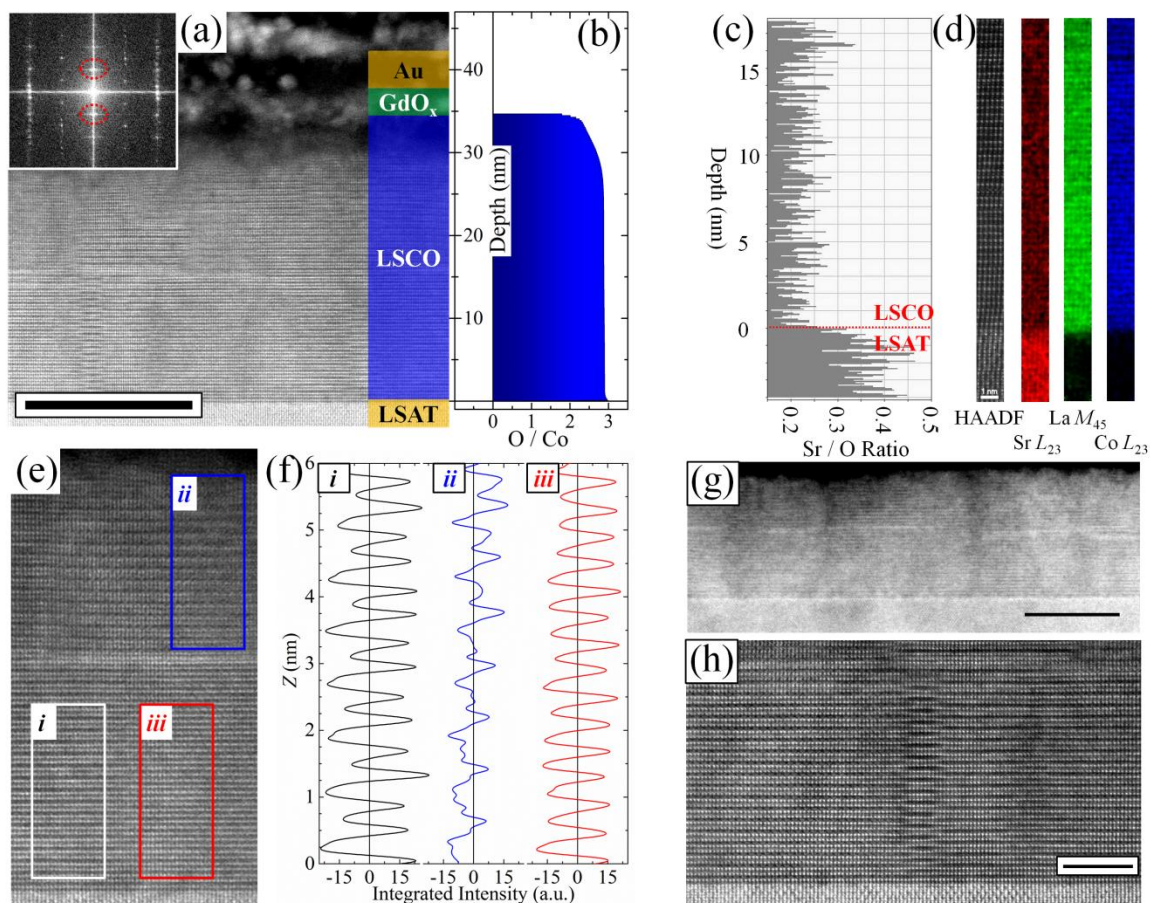 (a)
Au
GdOx
LSCO
LSAT
(b)
40
30
20
10
0
Depth (nm)
0 1 2 3
O / Co
(c)
15
10
5
0
Depth (nm)
LSCO
LSAT
0.2 0.3 0.4 0.5
Sr / O Ratio
(d)
1 nm
HAADF
Sr L23
La M45
Co L23
(e)
ii
i
iii
(f)
i ii iii
6
5
4
3
2
1
0
Z (nm)
-15 0 15 -15 0 15 -15 0 15
Integrated Intensity (a.u.)
(g)
(h)